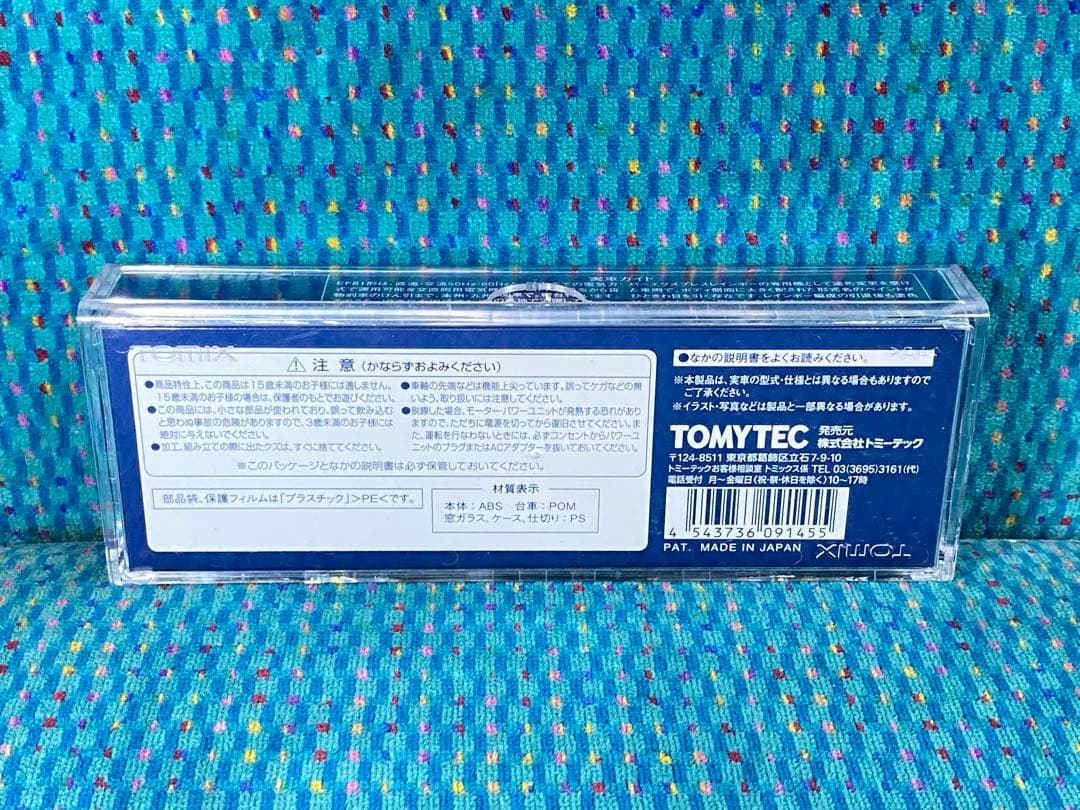 実車ガイド
TOMIX
注意(かならずおよみください)
●商品特性上、この商品は15歳未満のお子様には適しません。
15歳未満のお子様の場合は、保護者のもとでお遊びください。
●この商品には、小さな部品が使われており、誤って飲み込む
と思わぬ事故の危険がありますので、3歳未満のお子様には
絶対に与えないでください。
●加工、組み立ての際に出たクズは、すぐに捨ててください。
●車軸の先端などは機能上尖っています。誤ってケガなどの無
いよう、取り扱いには注意してください。
●脱線した場合、モーターパワーユニットが発熱する恐れがあり
ますので、ただちに電源を切ってから復旧させてください。ま
た、運転を行なわないときには、必ずコンセントからパワーユ
ニットのプラグまたはACアダプターを抜いておいてください。
※このパッケージとなかの説明書は必ず保管しておいてください。
部品袋、保護フィルムは「プラスチック」>PE<です。
材質表示
本体:ABS 台車:POM
窓ガラス、ケース、仕切り:PS
●なかの説明書をよくお読みください。
※本製品は、実車の型式・仕様とは異なる場合もありますので
ご了承ください。
※イラスト・写真などは製品と一部異なる場合があります。
TOMYTEC 発売元 株式会社トミーテック
〒124-8511 東京都葛飾区立石7-9-10
トミーテックお客様相談室 トミックス係 TEL 03(3695)3161(代)
電話受付 月~金曜日(祝・祭・休日を除く)10~17時
4 543736 091455
PAT. MADE IN JAPAN
TOMIX